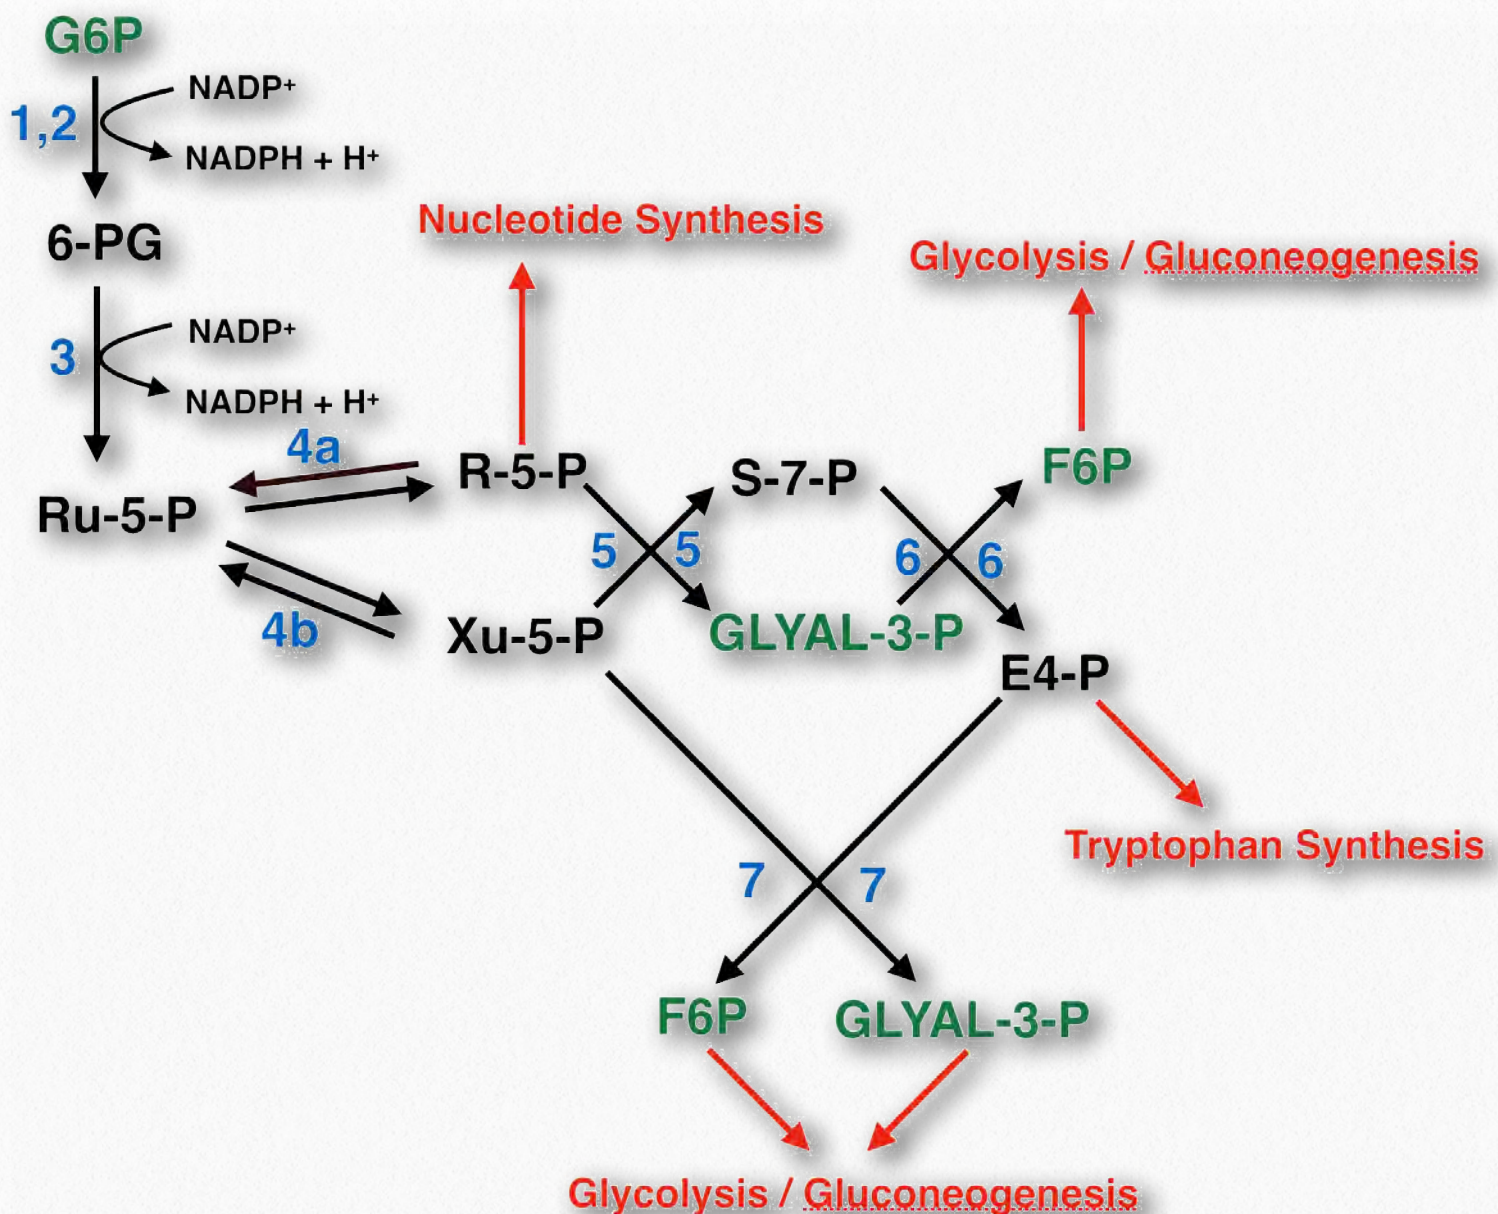 G6P
NADP+
1,2
NADPH + H+
Nucleotide Synthesis
6-PG
Glycolysis / Gluconeogenesis
NADP+
3
NADPH + H+
4a
R-5-P
S-7-P
F6P
Ru-5-P
5
5
6
6
4b
Xu-5-P
GLYAL-3-P
E4-P
Tryptophan Synthesis
7
7
F6P
GLYAL-3-P
Glycolysis / Gluconeogenesis